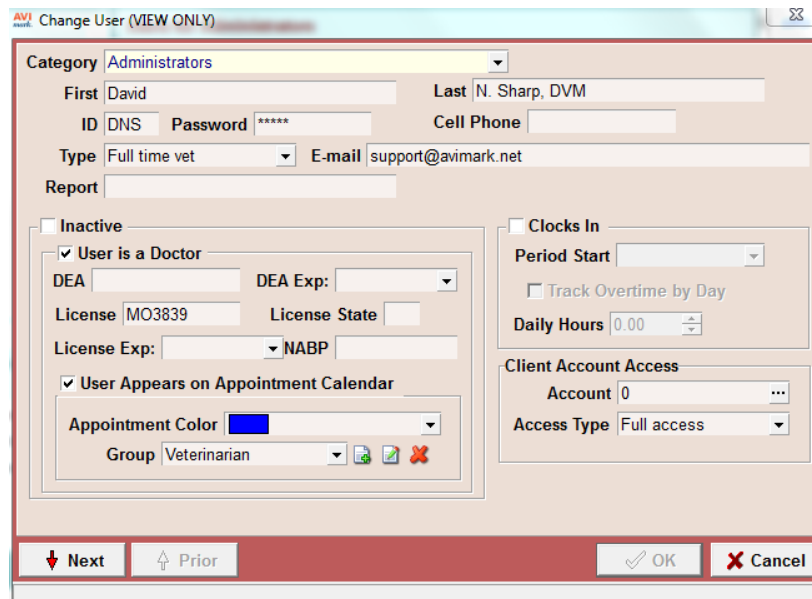 AVI mark Change User (VIEW ONLY)
Category Administrators
First David Last N. Sharp, DVM
ID DNS Password ***** Cell Phone
Type Full time vet E-mail support@avimark.net
Report
Inactive
User is a Doctor
DEA DEA Exp:
License MO3839 License State
License Exp: NABP
User Appears on Appointment Calendar
Appointment Color
Group Veterinarian
Clocks In
Period Start
Track Overtime by Day
Daily Hours 0.00
Client Account Access
Account 0 ...
Access Type Full access
Next Prior OK Cancel